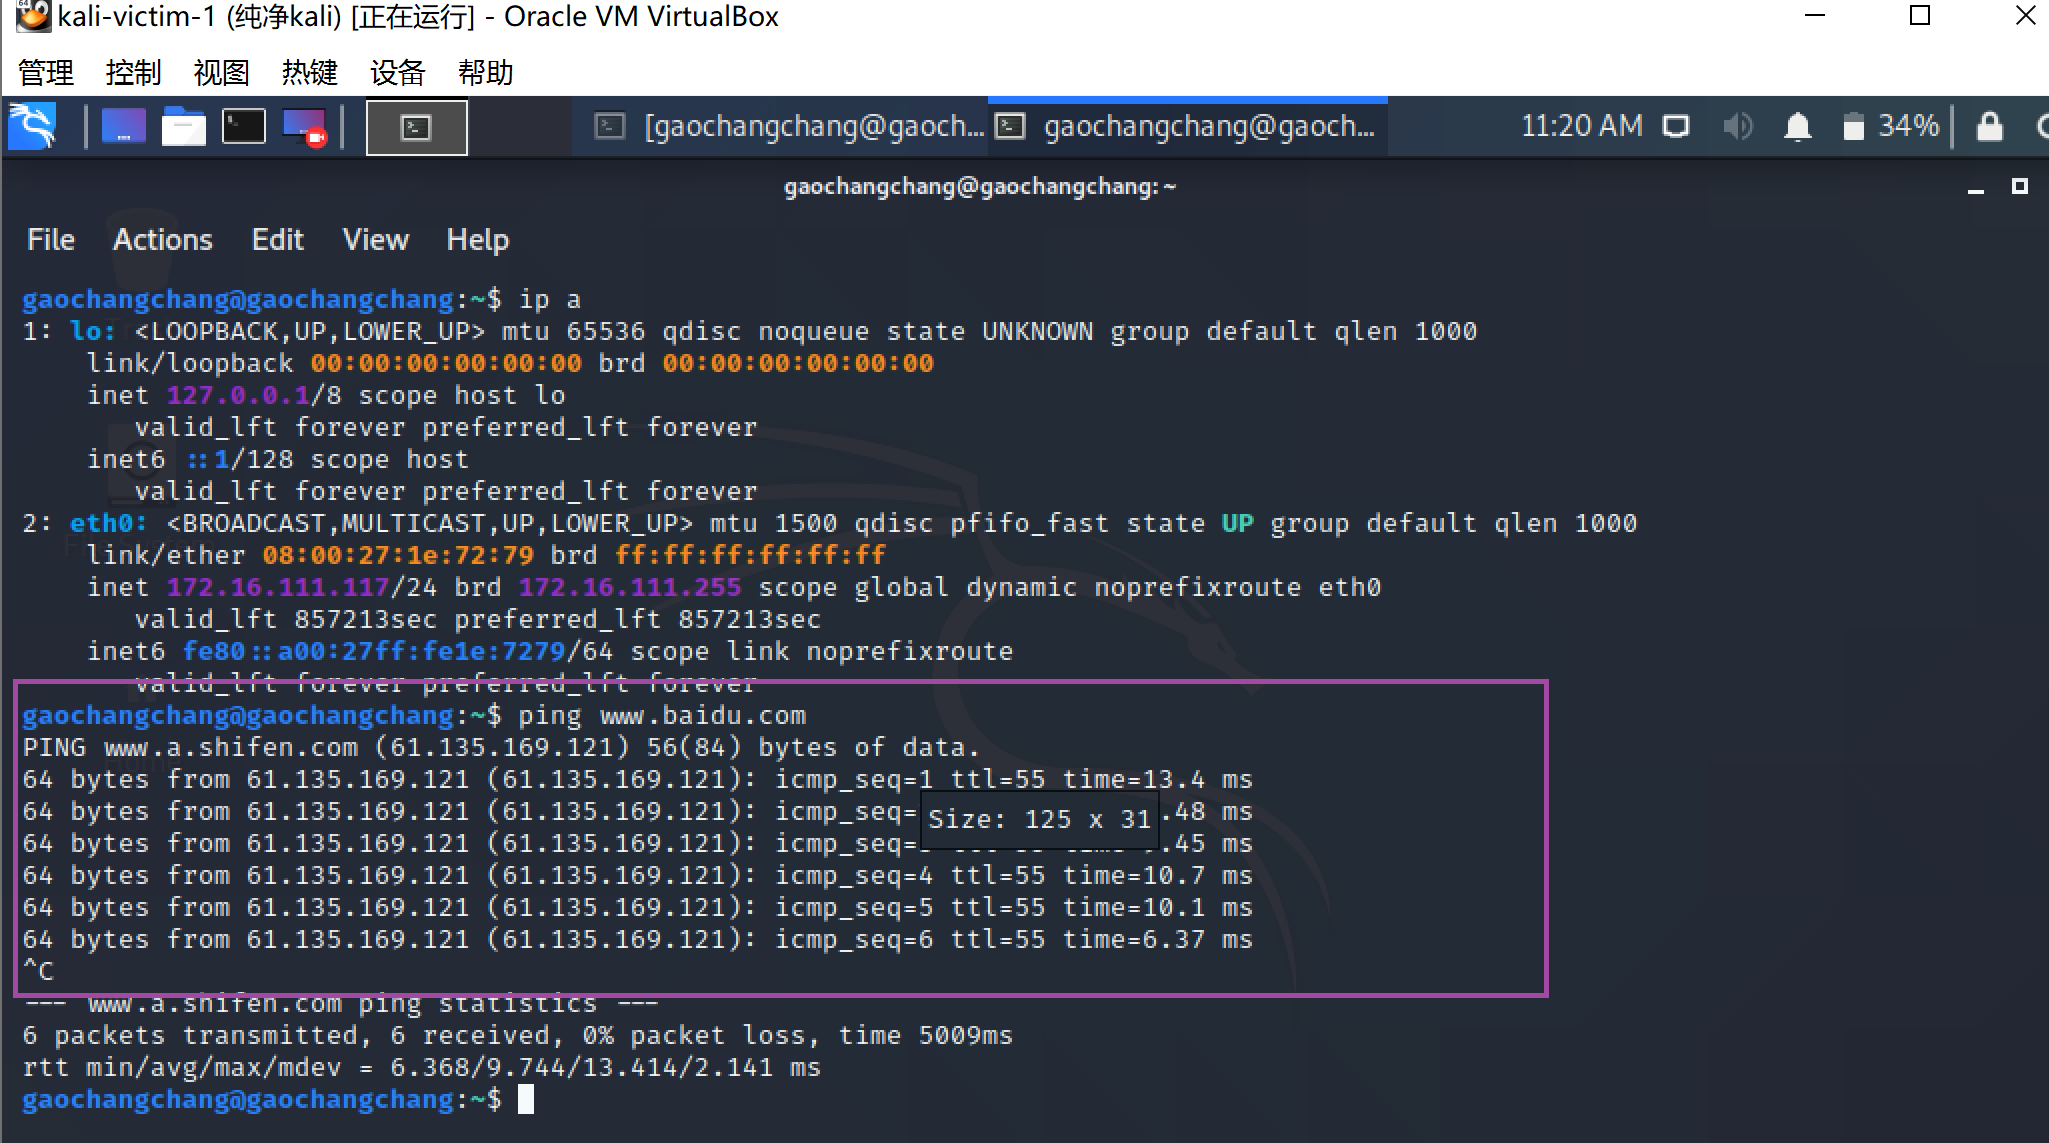 kali-victim-1 (纯净kali) [正在运行] - Oracle VM VirtualBox
管理 控制 视图 热键 设备 帮助
[gaochangchang@gaoch... gaochangchang@gaoch... 11:20 AM 34%
gaochangchang@gaochangchang: ~
File Actions Edit View Help
gaochangchang@gaochangchang:~$ ip a
1: lo: <LOOPBACK,UP,LOWER_UP> mtu 65536 qdisc noqueue state UNKNOWN group default qlen 1000
link/loopback 00:00:00:00:00:00 brd 00:00:00:00:00:00
inet 127.0.0.1/8 scope host lo
valid_lft forever preferred_lft forever
inet6 ::1/128 scope host
valid_lft forever preferred_lft forever
2: eth0: <BROADCAST,MULTICAST,UP,LOWER_UP> mtu 1500 qdisc pfifo_fast state UP group default qlen 1000
link/ether 08:00:27:1e:72:79 brd ff:ff:ff:ff:ff:ff
inet 172.16.111.117/24 brd 172.16.111.255 scope global dynamic noprefixroute eth0
valid_lft 857213sec preferred_lft 857213sec
inet6 fe80::a00:27ff:fe1e:7279/64 scope link noprefixroute
valid_lft forever preferred_lft forever
gaochangchang@gaochangchang:~$ ping www.baidu.com
PING www.a.shifen.com (61.135.169.121) 56(84) bytes of data.
64 bytes from 61.135.169.121 (61.135.169.121): icmp_seq=1 ttl=55 time=13.4 ms
64 bytes from 61.135.169.121 (61.135.169.121): icmp_seq= .48 ms
Size: 125 x 31
64 bytes from 61.135.169.121 (61.135.169.121): icmp_seq= .45 ms
64 bytes from 61.135.169.121 (61.135.169.121): icmp_seq=4 ttl=55 time=10.7 ms
64 bytes from 61.135.169.121 (61.135.169.121): icmp_seq=5 ttl=55 time=10.1 ms
64 bytes from 61.135.169.121 (61.135.169.121): icmp_seq=6 ttl=55 time=6.37 ms
^C
--- www.a.shifen.com ping statistics ---
6 packets transmitted, 6 received, 0% packet loss, time 5009ms
rtt min/avg/max/mdev = 6.368/9.744/13.414/2.141 ms
gaochangchang@gaochangchang:~$